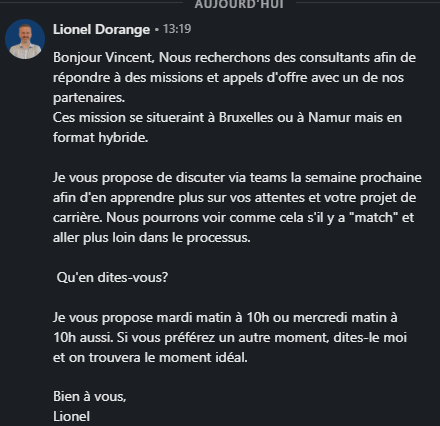 AUJOURD'HUI
Lionel Dorange • 13:19
Bonjour Vincent, Nous recherchons des consultants afin de
répondre à des missions et appels d'offre avec un de nos
partenaires.
Ces mission se situeraint à Bruxelles ou à Namur mais en
format hybride.
Je vous propose de discuter via teams la semaine prochaine
afin d'en apprendre plus sur vos attentes et votre projet de
carrière. Nous pourrons voir comme cela s'il y a "match" et
aller plus loin dans le processus.
Qu'en dites-vous?
Je vous propose mardi matin à 10h ou mercredi matin à
10h aussi. Si vous préférez un autre moment, dites-le moi
et on trouvera le moment idéal.
Bien à vous,
Lionel